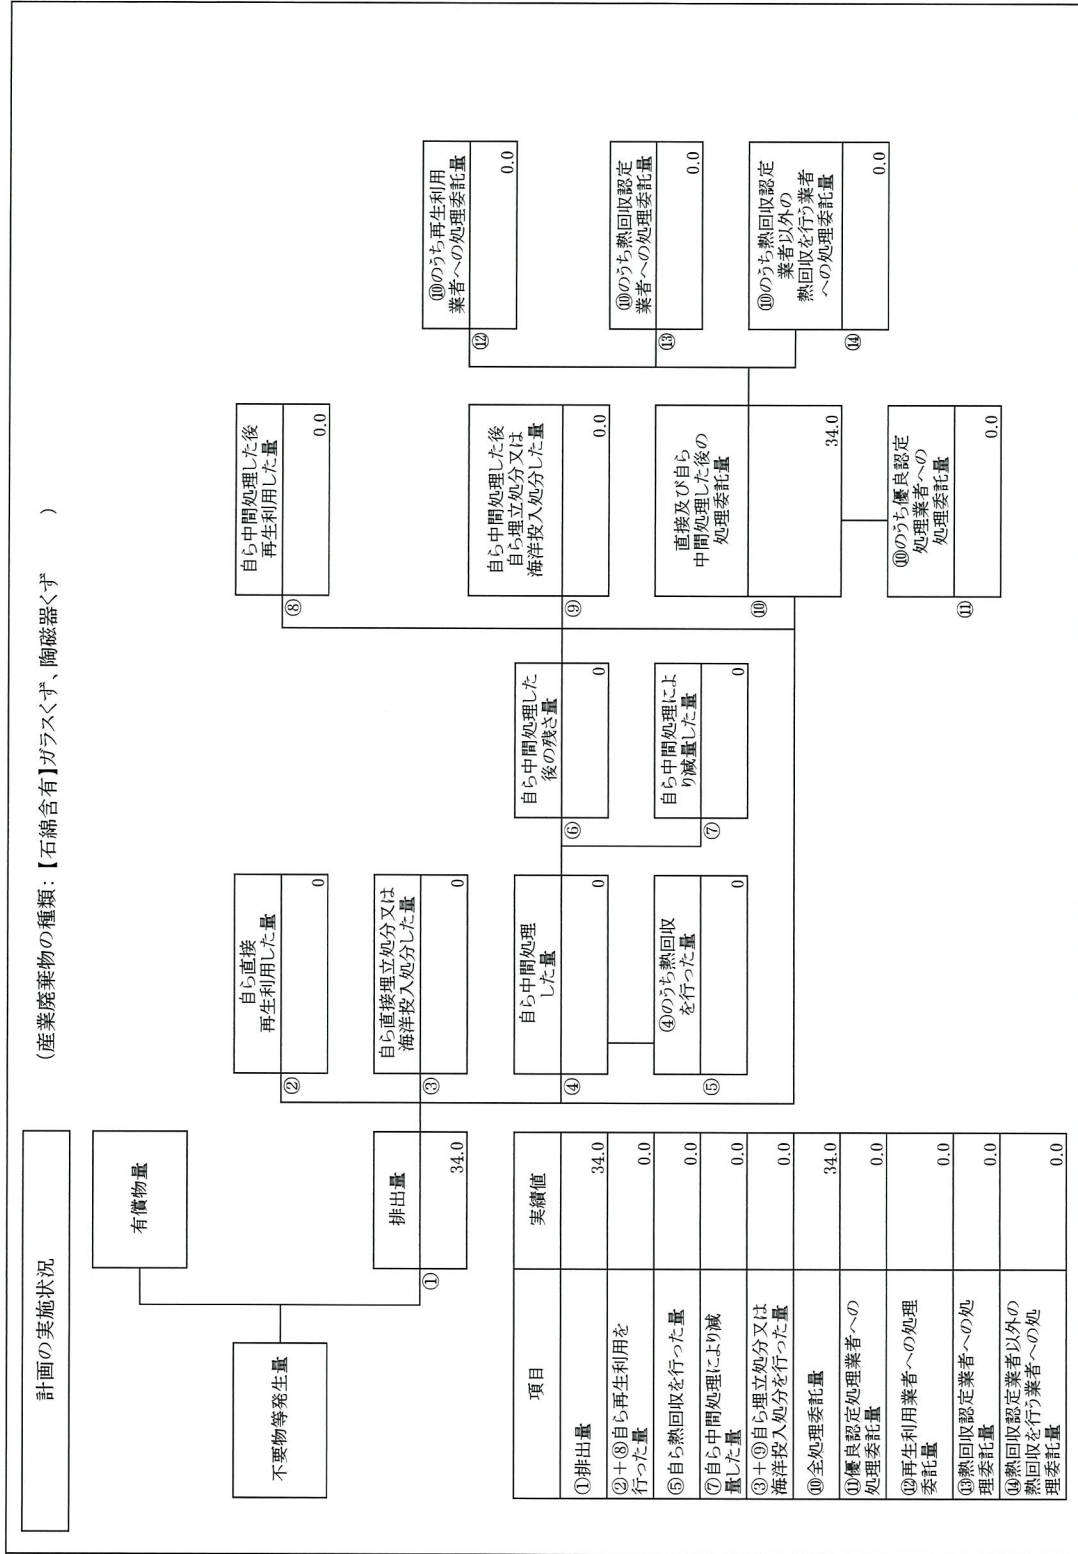 計画の実施状況
(産業廃棄物の種類：【石綿含有】ガラスくず、陶磁器くず　)
不要物等発生量
有償物量
①
排出量
34.0
②
自ら直接
再生利用した量
0
③
自ら直接埋立処分又は
海洋投入処分した量
0
④
自ら中間処理
した量
0
⑤
④のうち熱回収
を行った量
0
⑥
自ら中間処理した
後の残さ量
0
⑦
自ら中間処理によ
り減量した量
0
⑧
自ら中間処理した後
再生利用した量
0.0
⑨
自ら中間処理した後
自ら埋立処分又は
海洋投入処分した量
0.0
⑩
直接及び自ら
中間処理した後の
処理委託量
34.0
⑪
⑩のうち優良認定
処理業者への
処理委託量
0.0
⑫
⑩のうち再生利用
業者への処理委託量
0.0
⑬
⑩のうち熱回収認定
業者への処理委託量
0.0
⑭
⑩のうち熱回収認定
業者以外の
熱回収を行う業者
への処理委託量
0.0
項目
実績値
①排出量
34.0
②＋⑧自ら再生利用を
行った量
0.0
⑤自ら熱回収を行った量
0.0
⑦自ら中間処理により減
量した量
0.0
③＋⑨自ら埋立処分又は
海洋投入処分を行った量
0.0
⑩全処理委託量
34.0
⑪優良認定処理業者への
処理委託量
0.0
⑫再生利用業者への処理
委託量
0.0
⑬熱回収認定業者への処
理委託量
0.0
⑭熱回収認定業者以外の
熱回収を行う業者への処
理委託量
0.0